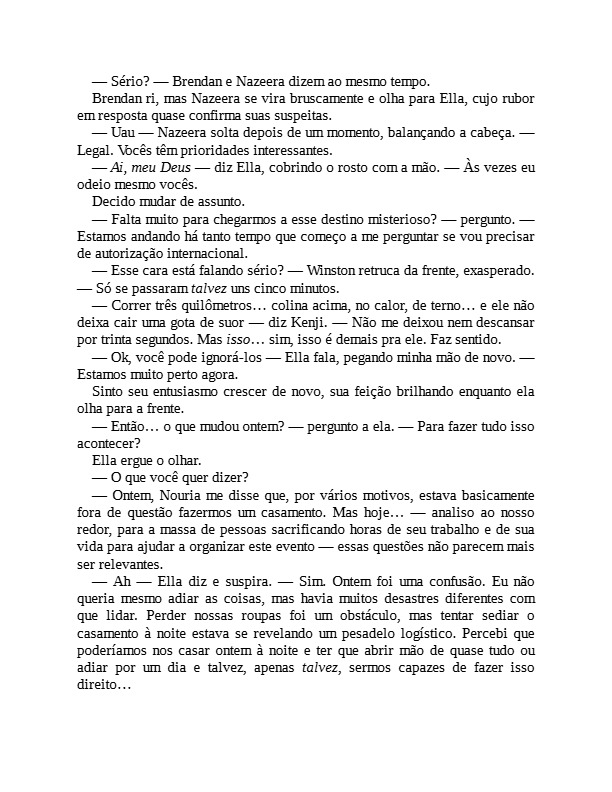 — Sério? — Brendan e Nazeera dizem ao mesmo tempo.
Brendan ri, mas Nazeera se vira bruscamente e olha para Ella, cujo rubor
em resposta quase confirma suas suspeitas.
— Uau — Nazeera solta depois de um momento, balançando a cabeça. —
Legal. Vocês têm prioridades interessantes.
— Ai, meu Deus — diz Ella, cobrindo o rosto com a mão. — Às vezes eu
odeio mesmo vocês.
Decido mudar de assunto.
— Falta muito para chegarmos a esse destino misterioso? — pergunto. —
Estamos andando há tanto tempo que começo a me perguntar se vou precisar
de autorização internacional.
— Esse cara está falando sério? — Winston retruca da frente, exasperado.
— Só se passaram talvez uns cinco minutos.
— Correr três quilômetros… colina acima, no calor, de terno… e ele não
deixa cair uma gota de suor — diz Kenji. — Não me deixou nem descansar
por trinta segundos. Mas isso… sim, isso é demais pra ele. Faz sentido.
— Ok, você pode ignorá-los — Ella fala, pegando minha mão de novo. —
Estamos muito perto agora.
Sinto seu entusiasmo crescer de novo, sua feição brilhando enquanto ela
olha para a frente.
— Então… o que mudou ontem? — pergunto a ela. — Para fazer tudo isso
acontecer?
Ella ergue o olhar.
— O que você quer dizer?
— Ontem, Nouria me disse que, por vários motivos, estava basicamente
fora de questão fazermos um casamento. Mas hoje… — analiso ao nosso
redor, para a massa de pessoas sacrificando horas de seu trabalho e de sua
vida para ajudar a organizar este evento — essas questões não parecem mais
ser relevantes.
— Ah — Ella diz e suspira. — Sim. Ontem foi uma confusão. Eu não
queria mesmo adiar as coisas, mas havia muitos desastres diferentes com
que lidar. Perder nossas roupas foi um obstáculo, mas tentar sediar o
casamento à noite estava se revelando um pesadelo logístico. Percebi que
poderíamos nos casar ontem à noite e ter que abrir mão de quase tudo ou
adiar por um dia e talvez, apenas talvez, sermos capazes de fazer isso
direito…